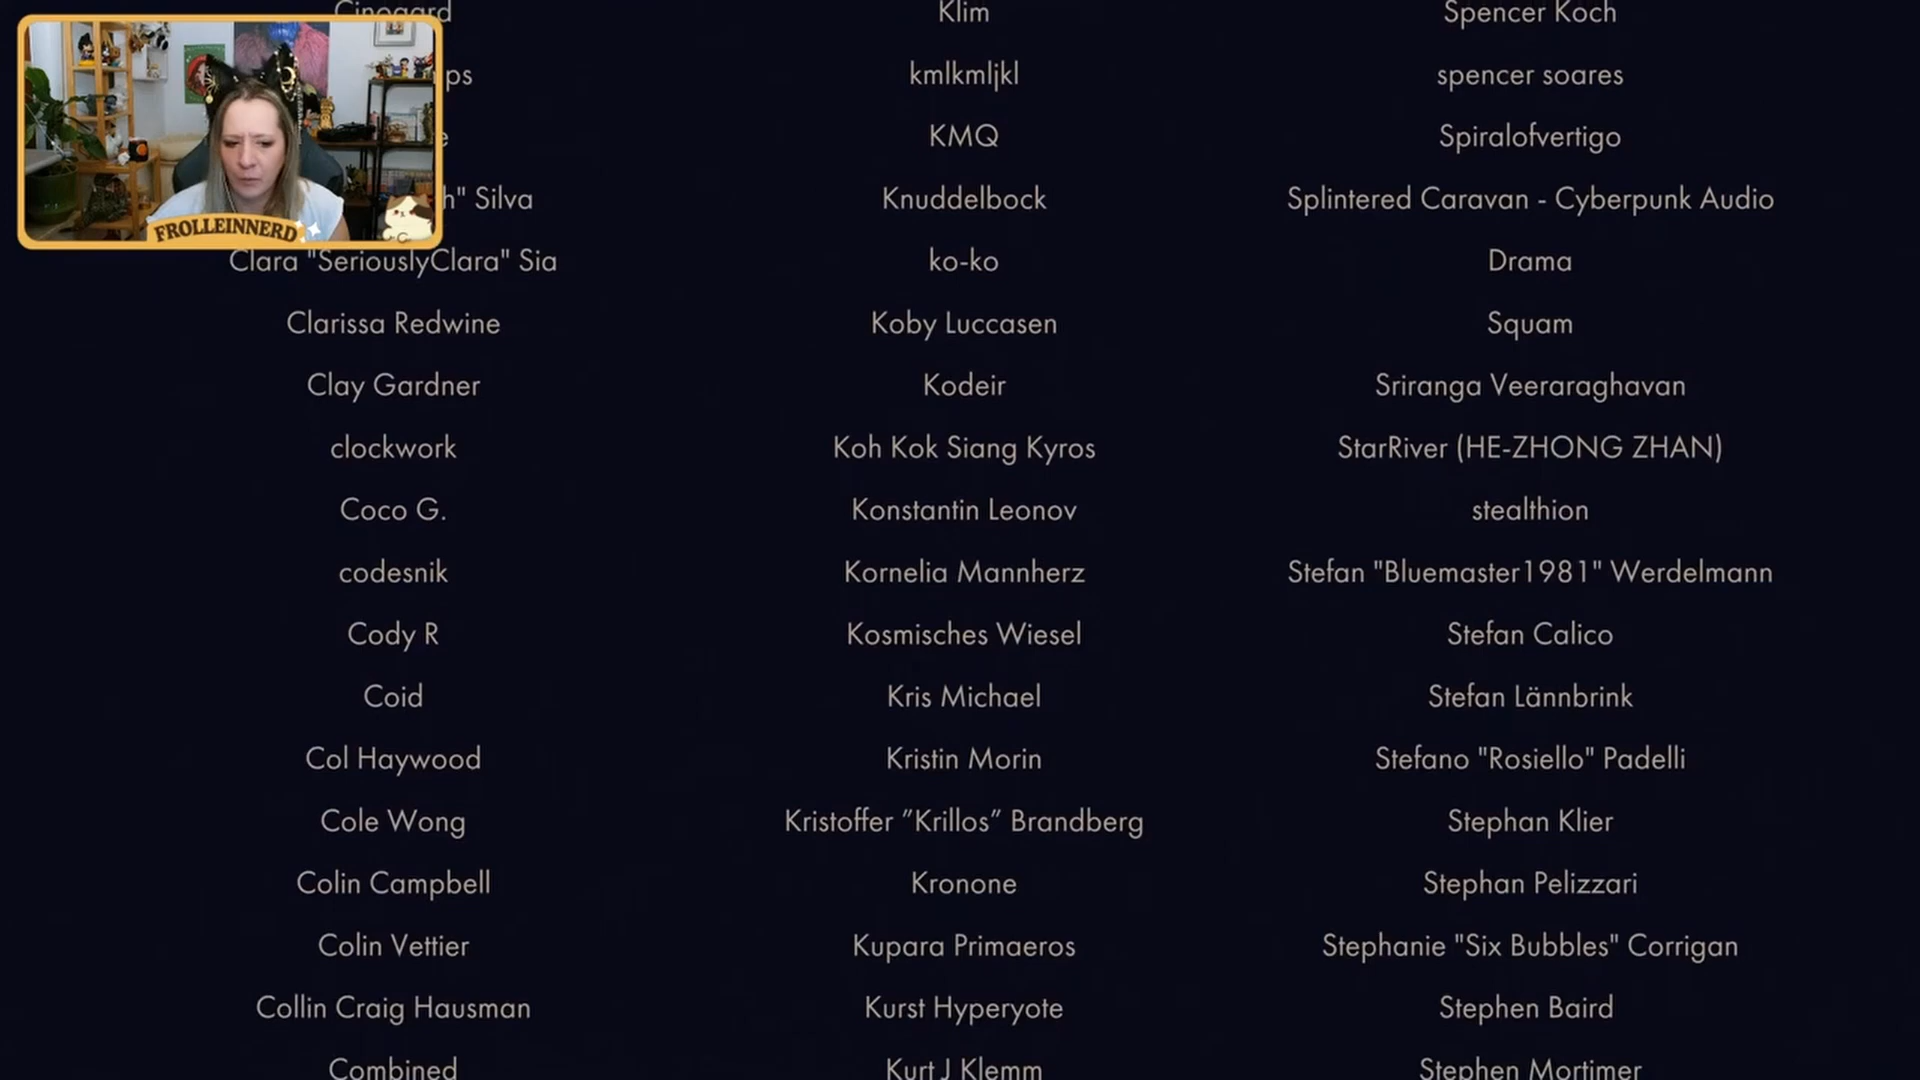 Cinogard
ps
e
h" Silva
FROLLEINNERD
Clara "SeriouslyClara" Sia
Clarissa Redwine
Clay Gardner
clockwork
Coco G.
codesnik
Cody R
Coid
Col Haywood
Cole Wong
Colin Campbell
Colin Vettier
Collin Craig Hausman
Combined
Klim
kmlkmljkl
KMQ
Knuddelbock
ko-ko
Koby Luccasen
Kodeir
Koh Kok Siang Kyros
Konstantin Leonov
Kornelia Mannherz
Kosmisches Wiesel
Kris Michael
Kristin Morin
Kristoffer ”Krillos” Brandberg
Kronone
Kupara Primaeros
Kurst Hyperyote
Kurt J Klemm
Spencer Koch
spencer soares
Spiralofvertigo
Splintered Caravan - Cyberpunk Audio
Drama
Squam
Sriranga Veeraraghavan
StarRiver (HE-ZHONG ZHAN)
stealthion
Stefan "Bluemaster1981" Werdelmann
Stefan Calico
Stefan Lännbrink
Stefano "Rosiello" Padelli
Stephan Klier
Stephan Pelizzari
Stephanie "Six Bubbles" Corrigan
Stephen Baird
Stephen Mortimer